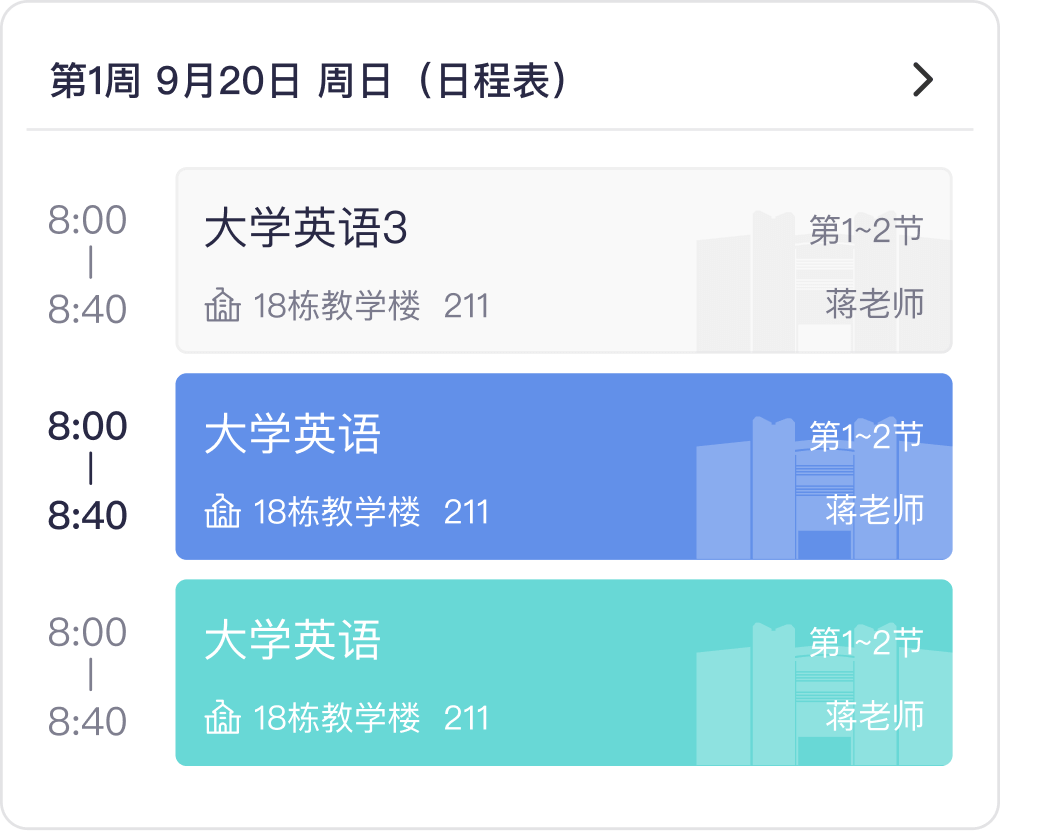 第1周 9月20日 周日（日程表）
8:00
8:40
大学英语3
第1~2节
18栋教学楼 211
蒋老师
8:00
8:40
大学英语
第1~2节
18栋教学楼 211
蒋老师
8:00
8:40
大学英语
第1~2节
18栋教学楼 211
蒋老师